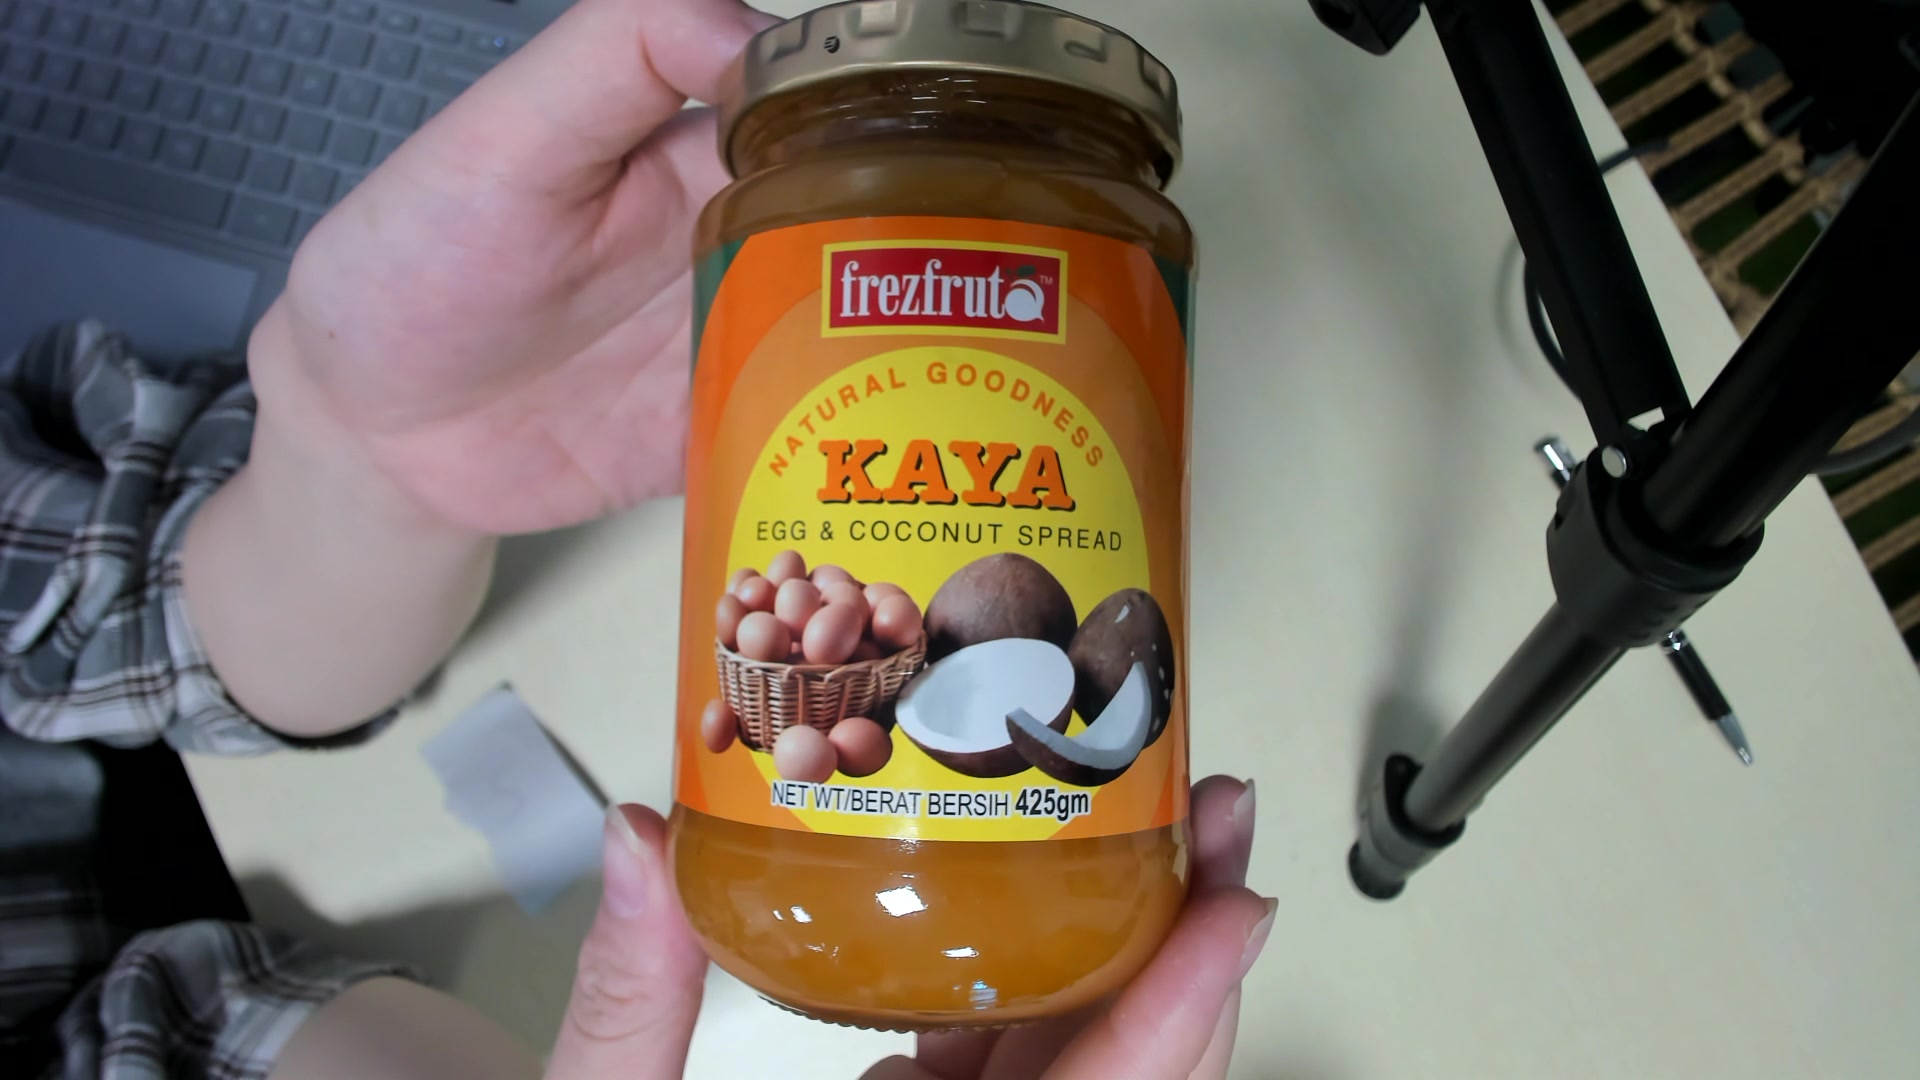 frezfruta™
NATURAL GOODNESS
KAYA
EGG & COCONUT SPREAD
NET WT/BERAT BERSIH 425gm